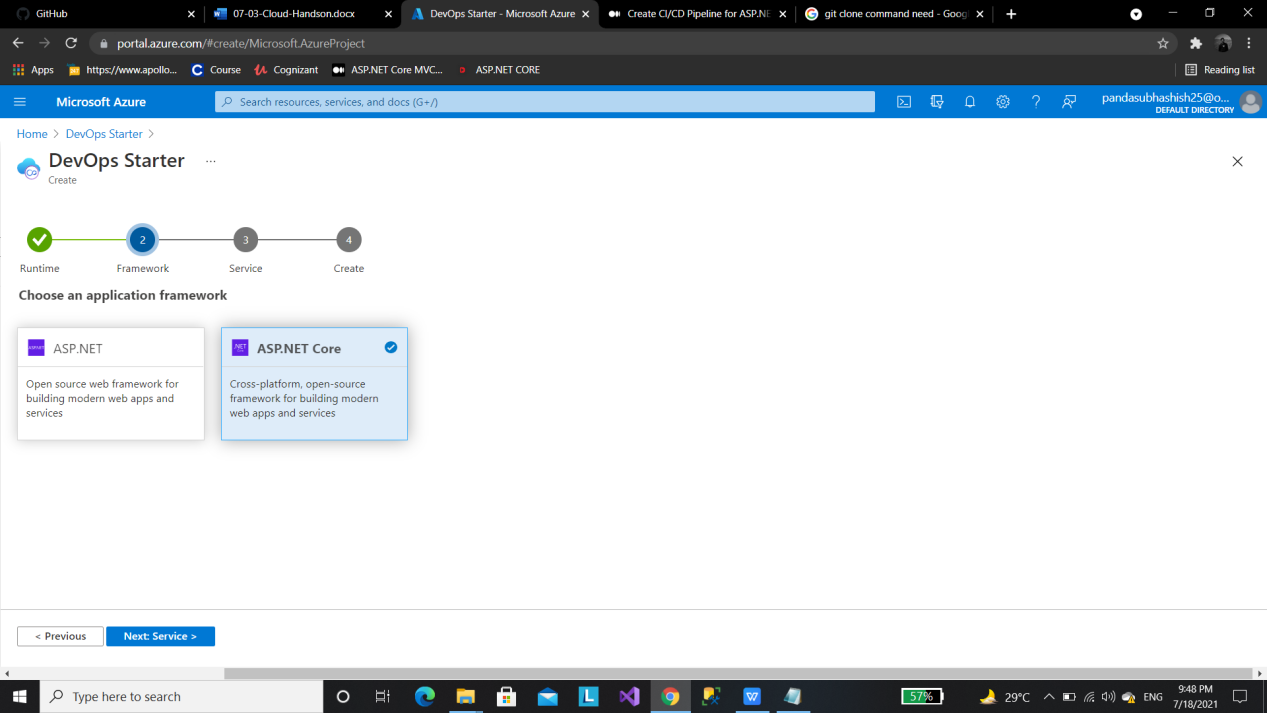 GitHub
07-03-Cloud-Handson.docx
DevOps Starter - Microsoft Azure
Create CI/CD Pipeline for ASP.NE
git clone command need - Goog
portal.azure.com/#create/Microsoft.AzureProject
Apps
https://www.apollo...
Course
Cognizant
ASP.NET Core MVC...
ASP.NET CORE
Reading list
Microsoft Azure
Search resources, services, and docs (G+/)
pandasubhashish25@o...
DEFAULT DIRECTORY
Home > DevOps Starter >
DevOps Starter ...
Create
2
3
4
Runtime
Framework
Service
Create
Choose an application framework
ASP.NET
Open source web framework for
building modern web apps and
services
.NET
ASP.NET Core
Cross-platform, open-source
framework for building modern
web apps and services
< Previous
Next: Service >
Type here to search
57%
29°C
ENG
9:48 PM
7/18/2021